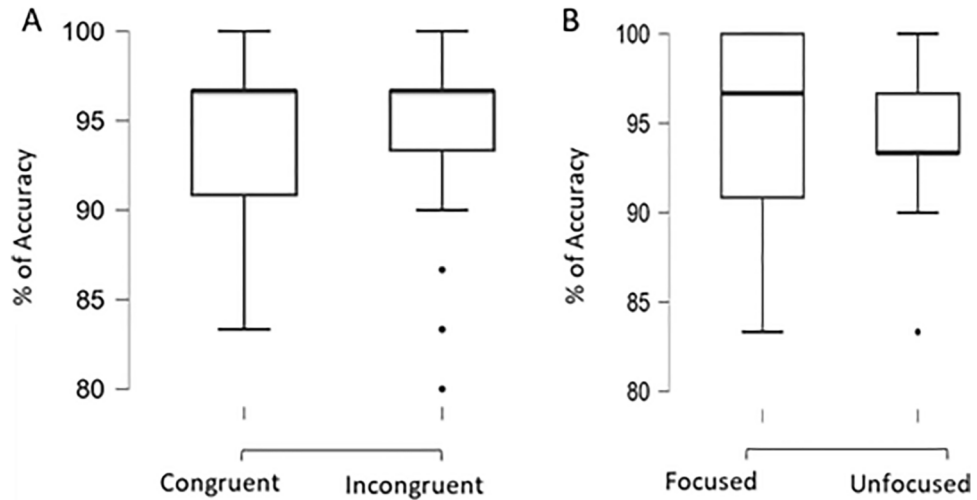 A
% of Accuracy
100
95
90
85
80
Congruent Incongruent
B
% of Accuracy
100
95
90
85
80
Focused Unfocused